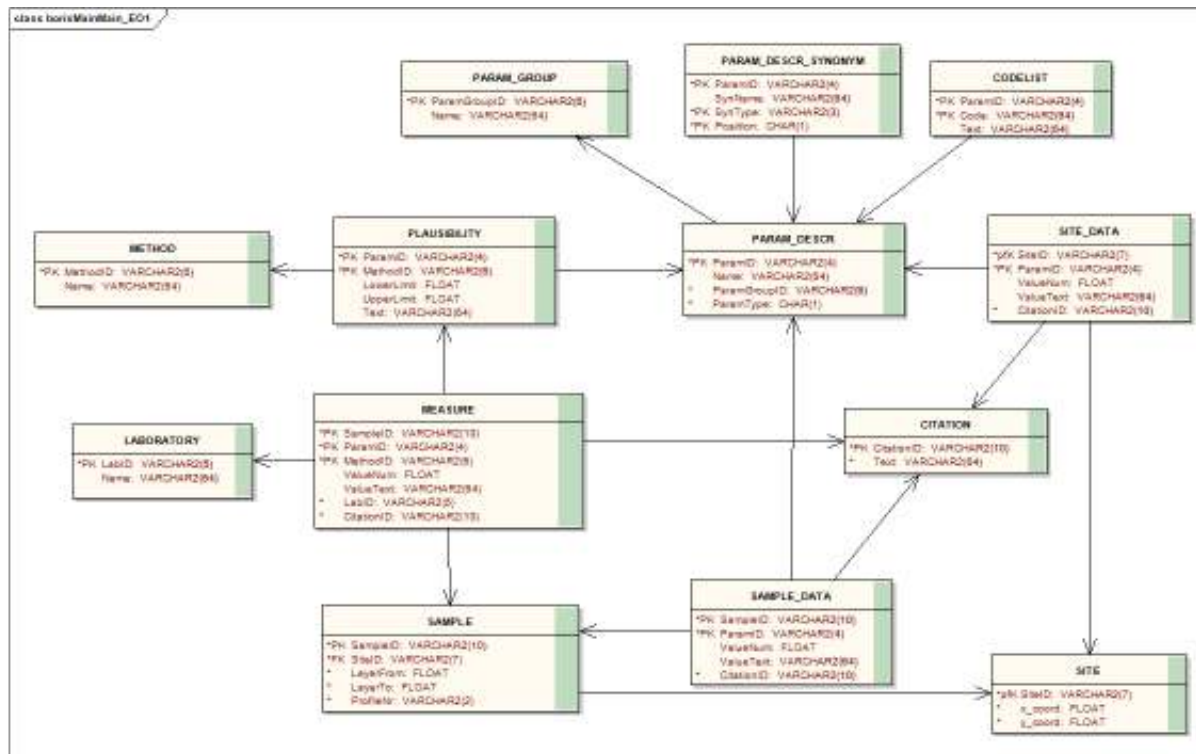 class borisMainMain_EO1
PARAM_GROUP
*PK ParamGroupID: VARCHAR2(6)
Name: VARCHAR2(64)
PARAM_DESCR_SYNONYM
*PK ParamID: VARCHAR2(4)
SynName: VARCHAR2(64)
*PK SynType: VARCHAR2(3)
*PK Position: CHAR(1)
CODELIST
*PK ParamID: VARCHAR2(4)
*PK Code: VARCHAR2(64)
Text: VARCHAR2(64)
METHOD
*PK MethodID: VARCHAR2(6)
Name: VARCHAR2(64)
PLAUSIBILITY
*PK ParamID: VARCHAR2(4)
*PK MethodID: VARCHAR2(6)
LowerLimit: FLOAT
UpperLimit: FLOAT
Text: VARCHAR2(64)
PARAM_DESCR
*PK ParamID: VARCHAR2(4)
Name: VARCHAR2(64)
* ParamGroupID: VARCHAR2(6)
* ParamType: CHAR(1)
SITE_DATA
*pfK SiteID: VARCHAR2(7)
*PK ParamID: VARCHAR2(4)
ValueNum: FLOAT
ValueText: VARCHAR2(64)
* CitationID: VARCHAR2(10)
LABORATORY
*PK LabID: VARCHAR2(5)
Name: VARCHAR2(64)
MEASURE
*PK SampleID: VARCHAR2(10)
*PK ParamID: VARCHAR2(4)
*PK MethodID: VARCHAR2(6)
ValueNum: FLOAT
ValueText: VARCHAR2(64)
* LabID: VARCHAR2(5)
* CitationID: VARCHAR2(10)
CITATION
*PK CitationID: VARCHAR2(10)
* Text: VARCHAR2(64)
SAMPLE
*PK SampleID: VARCHAR2(10)
*PK SiteID: VARCHAR2(7)
* LayerFrom: FLOAT
* LayerTo: FLOAT
* ProfileNr: VARCHAR2(2)
SAMPLE_DATA
*PK SampleID: VARCHAR2(10)
*PK ParamID: VARCHAR2(4)
ValueNum: FLOAT
ValueText: VARCHAR2(64)
* CitationID: VARCHAR2(10)
SITE
*pfK SiteID: VARCHAR2(7)
* x_coord: FLOAT
* y_coord: FLOAT